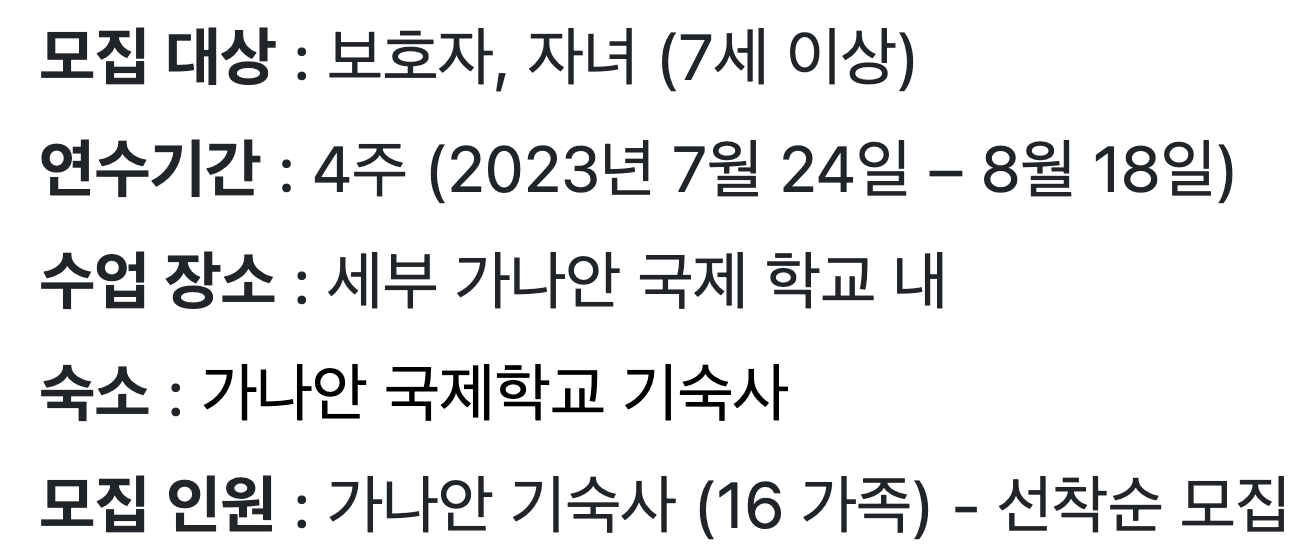 모집 대상 : 보호자, 자녀 (7세 이상)
연수기간 : 4주 (2023년 7월 24일 – 8월 18일)
수업 장소 : 세부 가나안 국제 학교 내
숙소 : 가나안 국제학교 기숙사
모집 인원 : 가나안 기숙사 (16 가족) - 선착순 모집